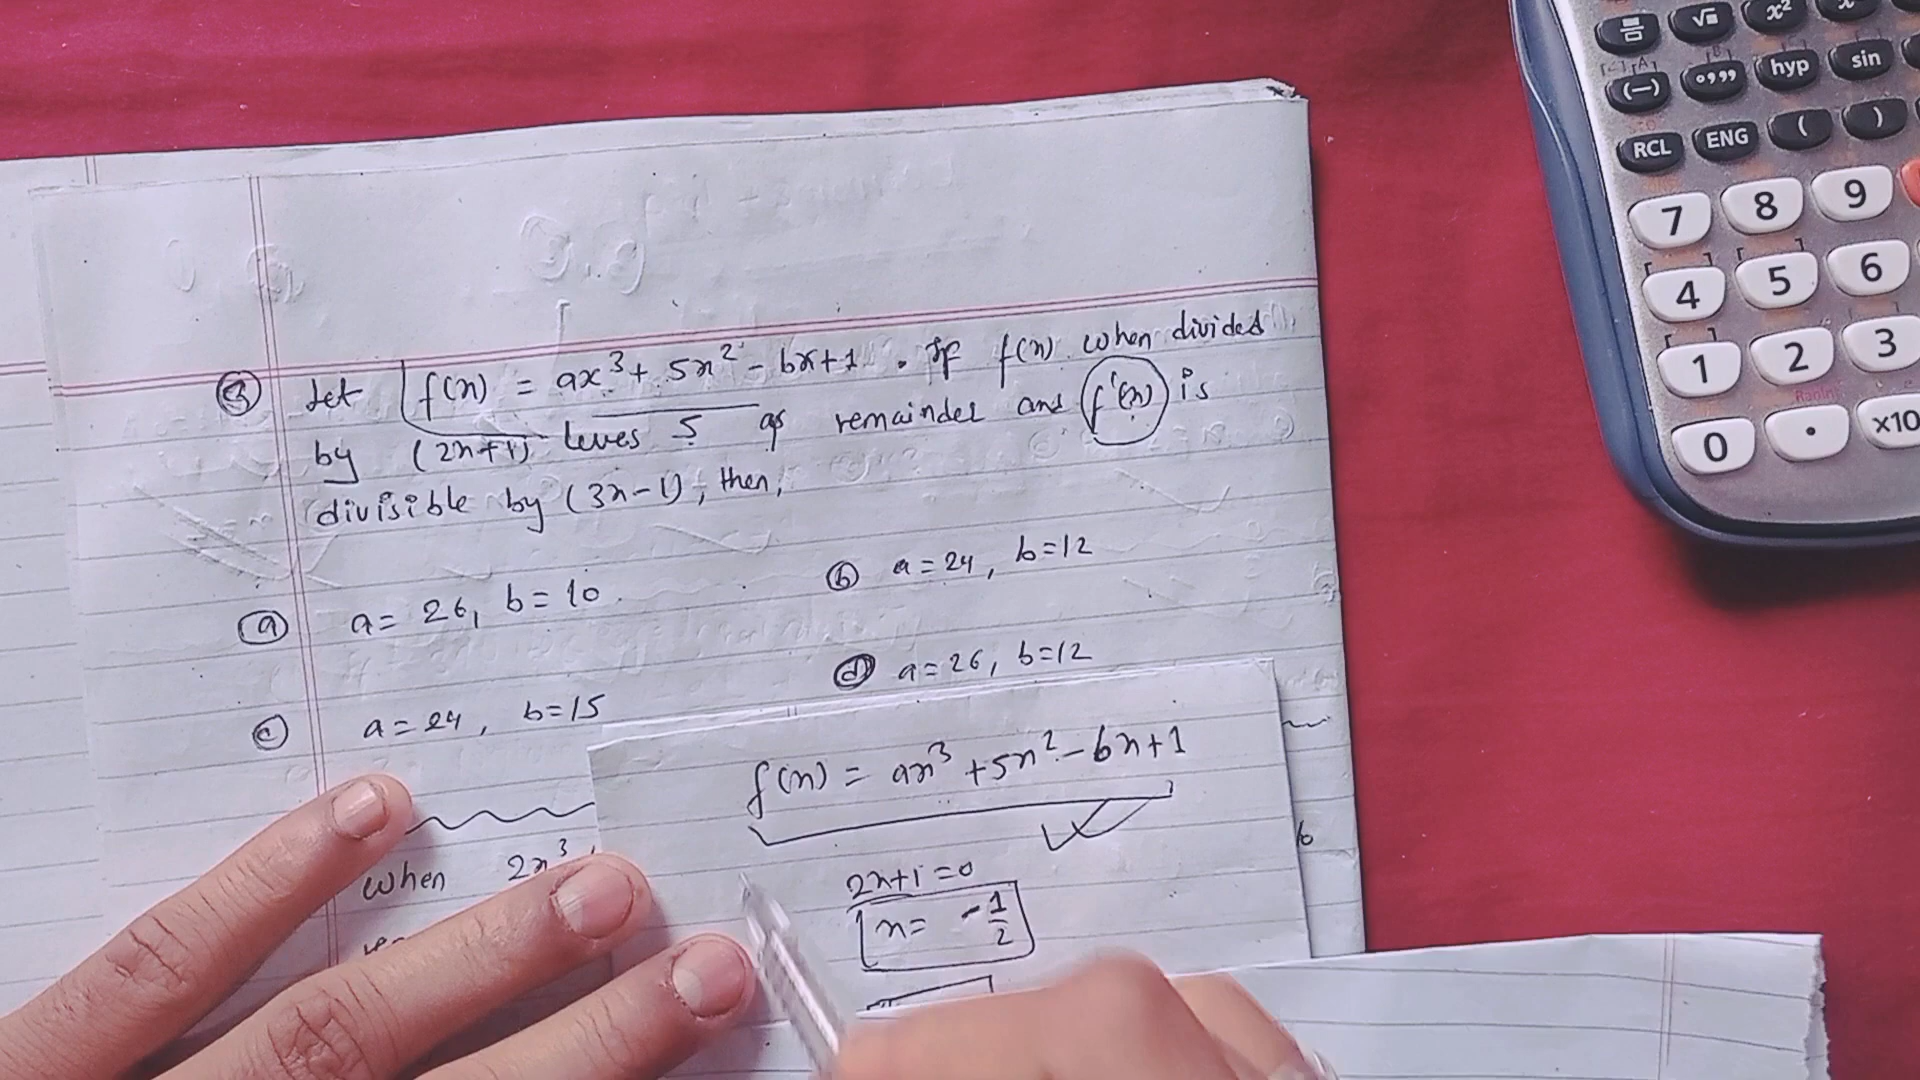 Q Let f(x) = ax³ + 5x² - bx + 1 . If f(x) when divided
by (2x+1) leves 5 as remainder and f'(x) is
divisible by (3x-1), then,
(a) a = 26, b = 10
(b) a = 24, b = 12
(c) a = 24, b = 15
(d) a = 26, b = 12
f(x) = ax³ + 5x² - bx + 1
2x+1 = 0
x = -1/2
When 2x³
√
x²
(—)
° ' "
hyp
sin
RCL
ENG
(
)
7
8
9
4
5
6
1
2
3
0
•
×10